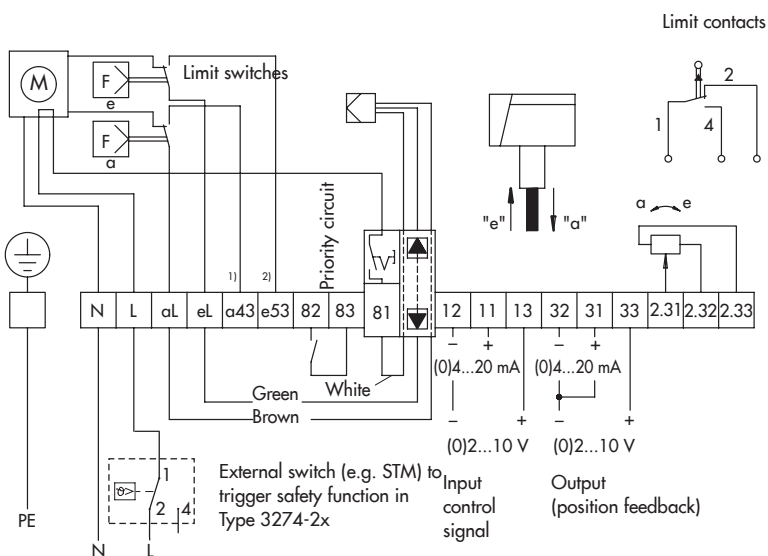 Limit contacts
M
F
e
Limit switches
F
a
2
1
4
"e"
"a"
a
e
Priority circuit
1)
2)
N
L
aL
eL
a43
e53
82
83
81
12
11
13
32
31
33
2.31
2.32
2.33
– + – +
(0)4...20 mA
(0)4...20 mA
Green
White
Brown
– + – +
(0)2...10 V
(0)2...10 V
External switch (e.g. STM) to
trigger safety function in
Type 3274-2x
Input
control
signal
Output
(position feedback)
ϑ>
1
2
4
PE
N
L